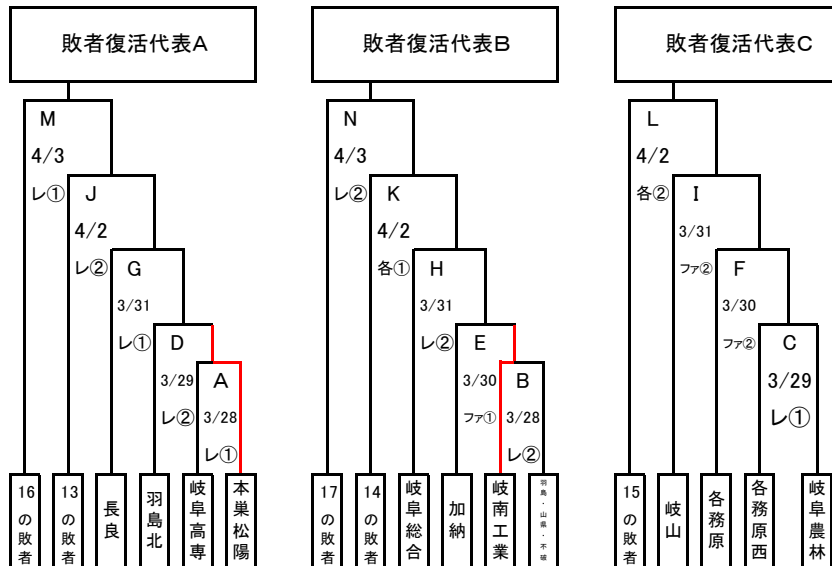 敗者復活代表A
敗者復活代表B
敗者復活代表C
M
4/3
レ①
J
4/2
レ②
G
3/31
レ①
D
3/29
レ②
A
3/28
レ①
16の敗者
13の敗者
長良
羽島北
岐阜高専
本巣松陽
N
4/3
レ②
K
4/2
各①
H
3/31
レ②
E
3/30
ファ①
B
3/28
レ②
17の敗者
14の敗者
岐阜総合
加納
岐南工業
羽島・山県・不破
L
4/2
各②
I
3/31
ファ②
F
3/30
ファ②
C
3/29
レ①
15の敗者
岐山
各務原
各務原西
岐阜農林